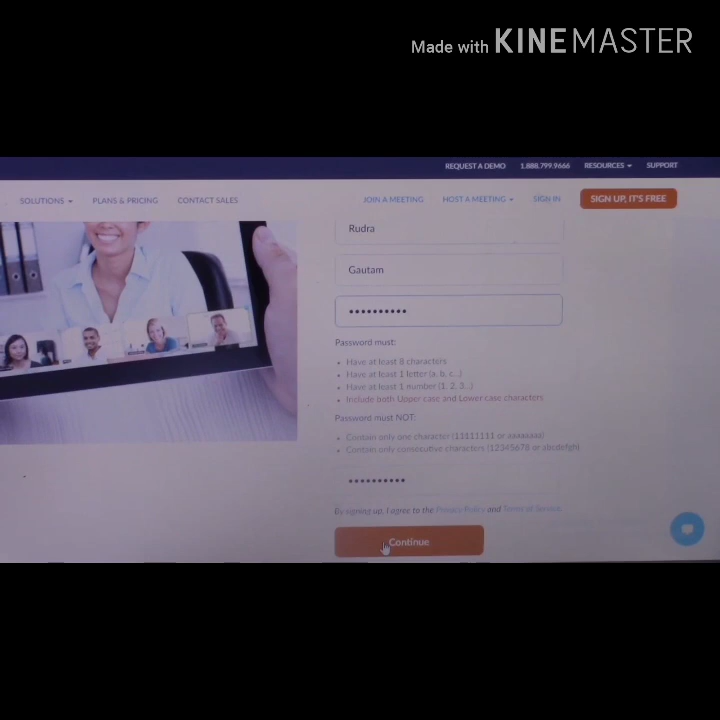 Made with KINEMASTER
REQUEST A DEMO 1.888.799.9666 RESOURCES SUPPORT
SOLUTIONS PLANS & PRICING CONTACT SALES JOIN A MEETING HOST A MEETING SIGN IN SIGN UP, IT'S FREE
Rudra
Gautam
••••••••••
Password must:
• Have at least 8 characters
• Have at least 1 letter (a, b, c...)
• Have at least 1 number (1, 2, 3...)
• Include both Upper case and Lower case characters
Password must NOT:
• Contain only one character (11111111 or aaaaaaaa)
• Contain only consecutive characters (12345678 or abcdefgh)
••••••••••
By signing up, I agree to the Privacy Policy and Terms of Service.
Continue